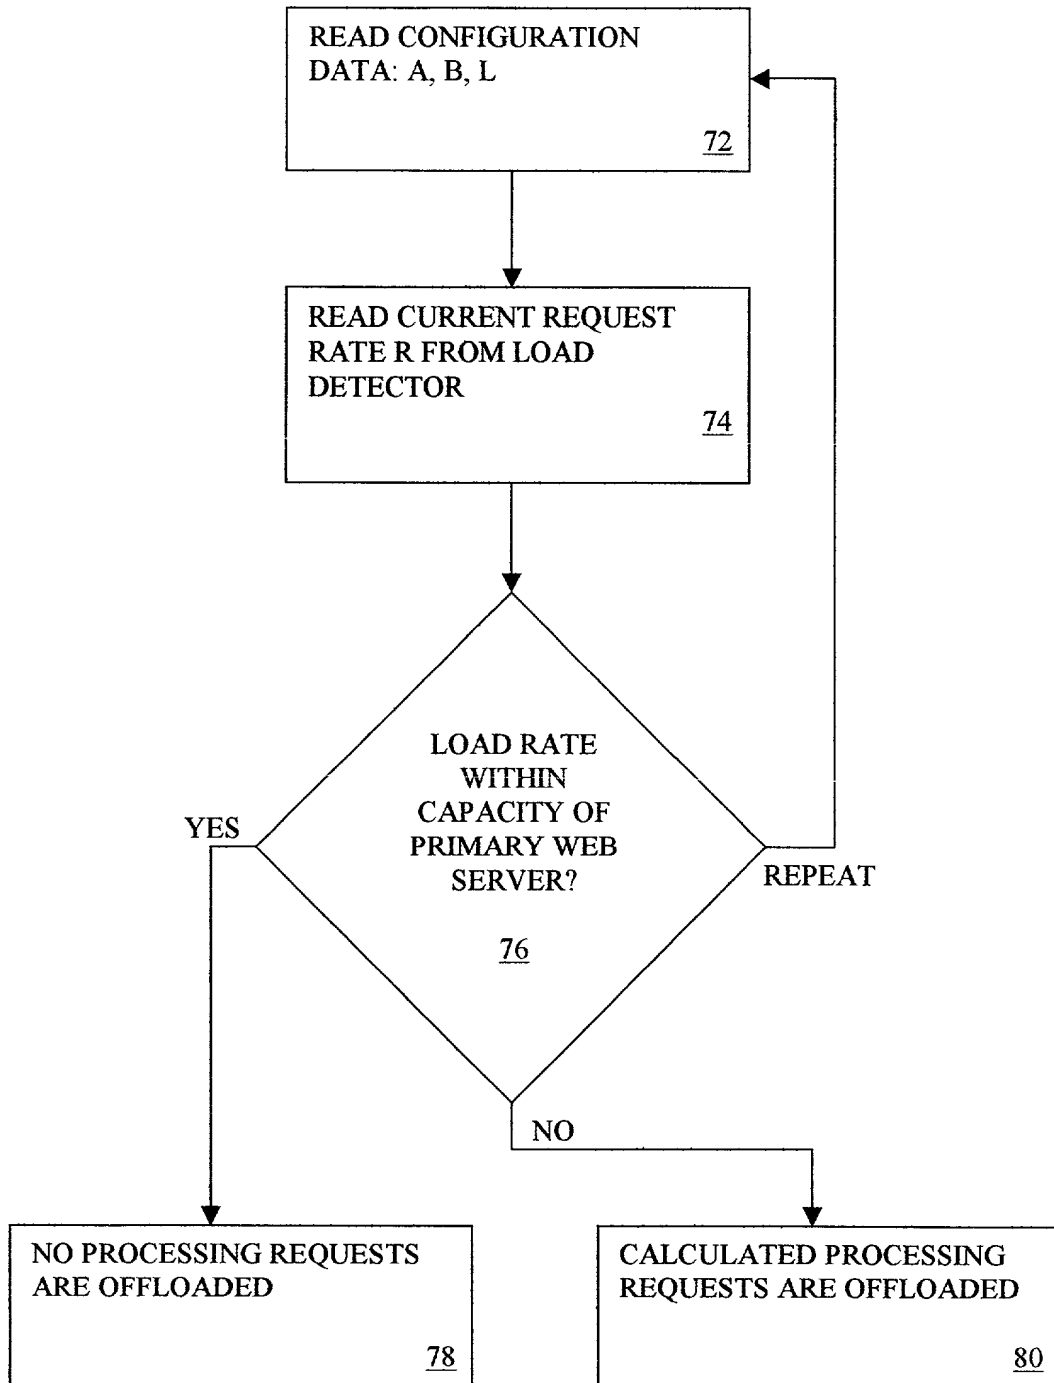 READ CONFIGURATION
DATA: A, B, L
72
READ CURRENT REQUEST
RATE R FROM LOAD
DETECTOR
74
LOAD RATE
WITHIN
CAPACITY OF
PRIMARY WEB
SERVER?
76
YES
REPEAT
NO
NO PROCESSING REQUESTS
ARE OFFLOADED
78
CALCULATED PROCESSING
REQUESTS ARE OFFLOADED
80